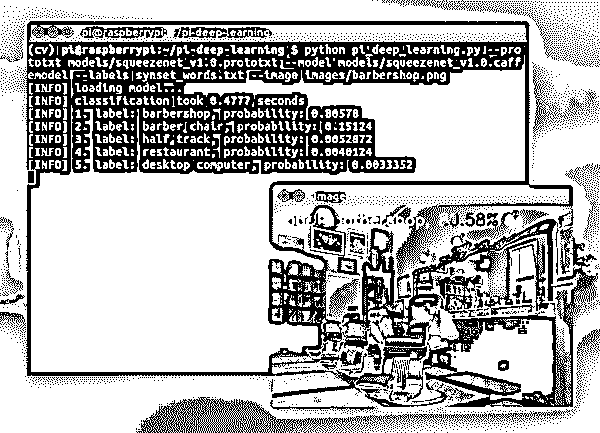 pi@raspberrypi: ~/pi-deep-learning
(cv) pi@raspberrypi:~/pi-deep-learning $ python pi_deep_learning.py --pro
totxt models/squeezenet_v1.0.prototxt --model models/squeezenet_v1.0.caff
emodel --labels synset_words.txt --image images/barbershop.png
[INFO] loading model...
[INFO] classification took 0.4777 seconds
[INFO] 1. label: barbershop, probability: 0.80578
[INFO] 2. label: barber chair, probability: 0.15124
[INFO] 3. label: half track, probability: 0.0052872
[INFO] 4. label: restaurant, probability: 0.0040124
[INFO] 5. label: desktop computer, probability: 0.0033352
Image
0.58%